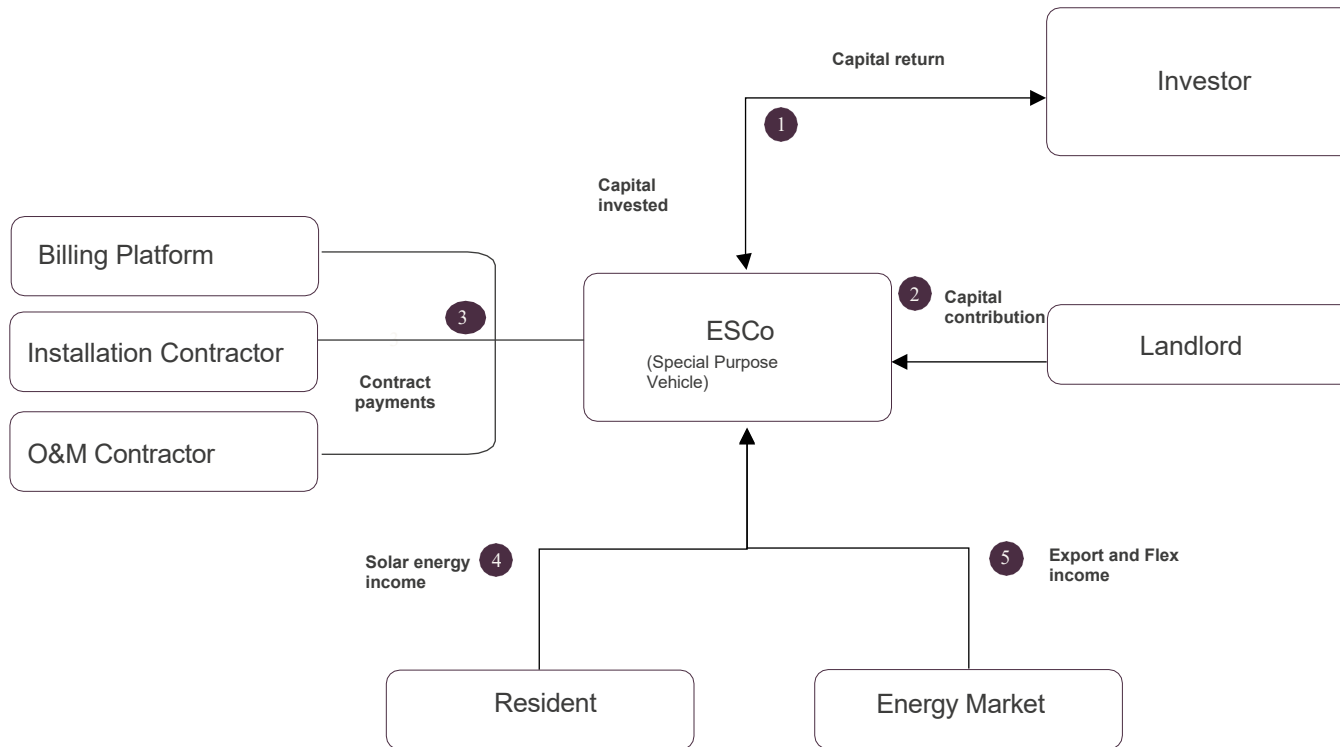 Capital return
Investor
1
Capital
invested
Billing Platform
2
Capital
contribution
3
Installation Contractor
ESCo
(Special Purpose
Vehicle)
Landlord
Contract
payments
O&M Contractor
Solar energy
income
4
5
Export and Flex
income
Resident
Energy Market